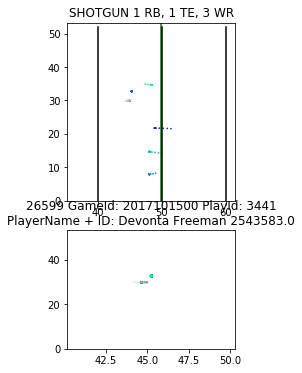 SHOTGUN 1 RB, 1 TE, 3 WR
50
40
30
20
10
0
40 50 60
26599 GameId: 2017101500 PlayId: 3441
PlayerName + ID: Devonta Freeman 2543583.0
40
20
0
42.5 45.0 47.5 50.0